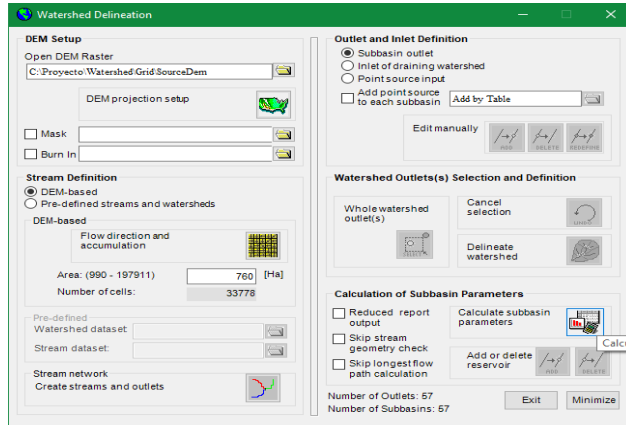 Watershed Delineation
DEM Setup
Open DEM Raster
C:\Proyecto\Watershed\Grid\SourceDem
DEM projection setup
Mask
Burn In
Stream Definition
DEM-based
Pre-defined streams and watersheds
DEM-based
Flow direction and
accumulation
Area: (990 - 197911) 760 [Ha]
Number of cells: 33778
Pre-defined
Watershed dataset
Stream dataset:
Stream network
Create streams and outlets
Outlet and Inlet Definition
Subbasin outlet
Inlet of draining watershed
Point source input
Add point source
to each subbasin
Add by Table
Edit manually
ADD DELETE REDEFINE
Watershed Outlets(s) Selection and Definition
Whole watershed
outlet(s)
Cancel
selection
UNDO
Delineate
watershed
Calculation of Subbasin Parameters
Reduced report
output
Skip stream
geometry check
Skip longest flow
path calculation
Calculate subbasin
parameters
Calcu
Add or delete
reservoir
ADD DELETE
Number of Outlets: 57
Number of Subbasins: 57
Exit Minimize